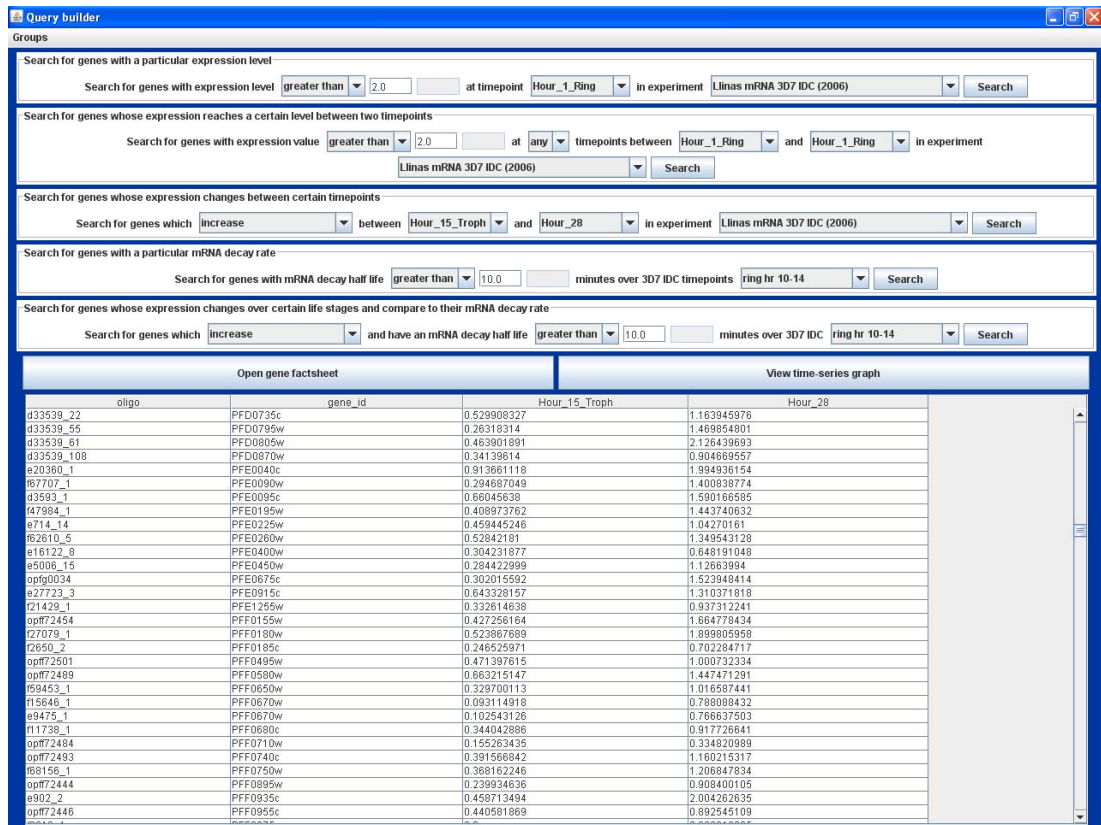 Query builder
Groups
Search for genes with a particular expression level
Search for genes with expression level greater than 2.0 at timepoint Hour_1_Ring in experiment Llinas mRNA 3D7 IDC (2006) Search
Search for genes whose expression reaches a certain level between two timepoints
Search for genes with expression value greater than 2.0 at any timepoints between Hour_1_Ring and Hour_1_Ring in experiment
Llinas mRNA 3D7 IDC (2006) Search
Search for genes whose expression changes between certain timepoints
Search for genes which increase between Hour_15_Troph and Hour_28 in experiment Llinas mRNA 3D7 IDC (2006) Search
Search for genes with a particular mRNA decay rate
Search for genes with mRNA decay half life greater than 10.0 minutes over 3D7 IDC timepoints ring hr 10-14 Search
Search for genes whose expression changes over certain life stages and compare to their mRNA decay rate
Search for genes which increase and have an mRNA decay half life greater than 10.0 minutes over 3D7 IDC ring hr 10-14 Search
Open gene factsheet View time-series graph
oligo gene_id Hour_15_Troph Hour_28
d33539_22 PFD0735c 0.529908327 1.163945976
d33539_55 PFD0795w 0.26318314 1.469854801
d33539_61 PFD0805w 0.463901891 2.126439693
d33539_108 PFD0870w 0.34139614 0.904669557
e20360_1 PFE0040c 0.913661118 1.994936154
f67707_1 PFE0090w 0.294687049 1.400838774
d3593_1 PFE0095c 0.66045638 1.590166585
f47984_1 PFE0195w 0.408973762 1.443740632
e714_14 PFE0225w 0.459445246 1.04270161
f62610_5 PFE0260w 0.52842181 1.349543128
e16122_8 PFE0400w 0.304231877 0.648191048
e5006_15 PFE0450w 0.284422999 1.12663994
opfg0034 PFE0675c 0.302015592 1.523948414
e27723_3 PFE0915c 0.643328157 1.310371818
f21429_1 PFE1255w 0.332614638 0.937312241
opff72454 PFF0155w 0.427256164 1.664778434
f27079_1 PFF0180w 0.523867689 1.899805958
f2650_2 PFF0185c 0.246525971 0.702284717
opff72501 PFF0495w 0.471397615 1.000732334
opff72489 PFF0580w 0.663215147 1.447471291
f59453_1 PFF0650w 0.329700113 1.016587441
f15646_1 PFF0670w 0.093114918 0.788088432
e9475_1 PFF0670w 0.102543126 0.766637503
f11738_1 PFF0680c 0.344042886 0.917726641
opff72484 PFF0710w 0.155263435 0.334820989
opff72493 PFF0740c 0.391566842 1.160215317
f68156_1 PFF0750w 0.368162246 1.206847834
opff72444 PFF0895w 0.239934636 0.908400105
e902_2 PFF0935c 0.458713494 2.004262635
opff72446 PFF0955c 0.440581869 0.892545109